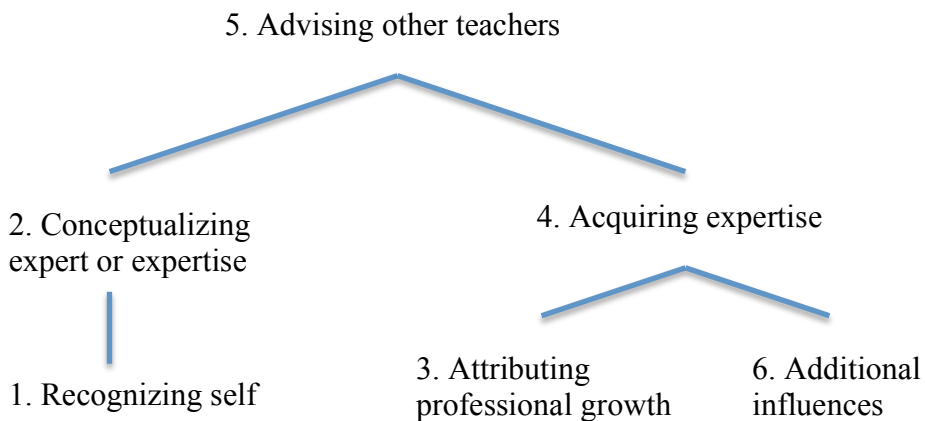 5. Advising other teachers
2. Conceptualizing
expert or expertise
4. Acquiring expertise
1. Recognizing self
3. Attributing
professional growth
6. Additional
influences